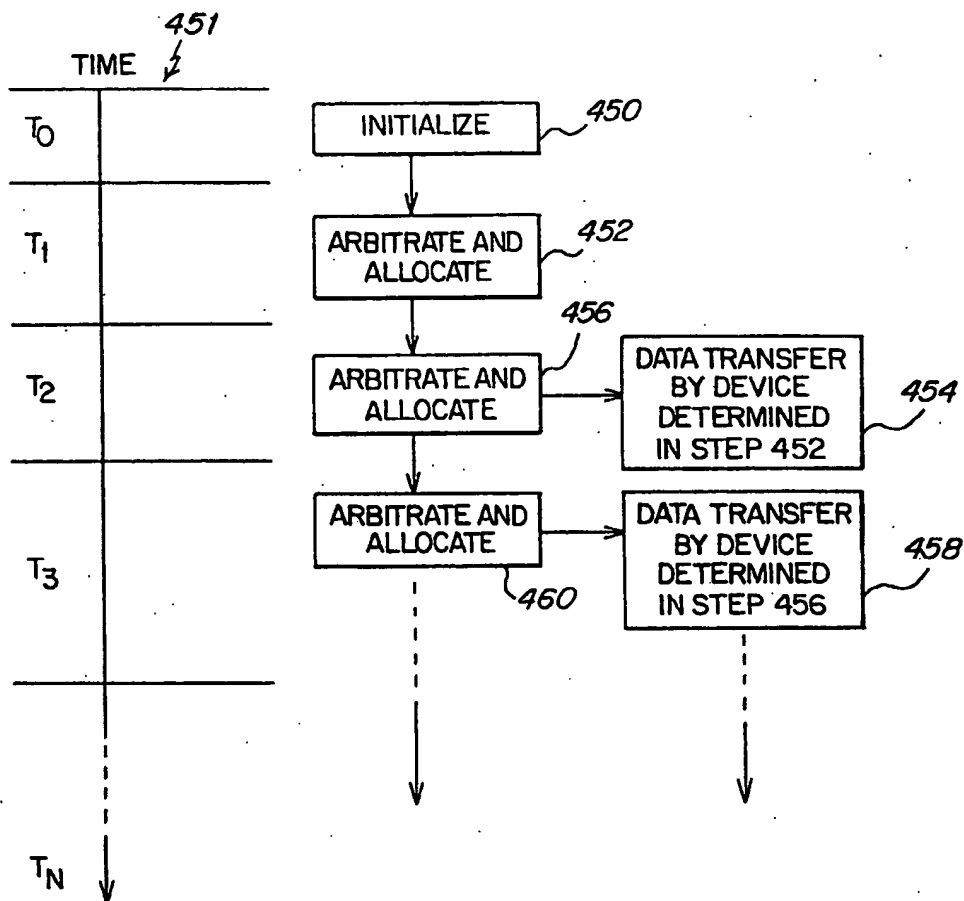 451
TIME
T0
INITIALIZE
450
T1
ARBITRATE AND
ALLOCATE
452
456
T2
ARBITRATE AND
ALLOCATE
DATA TRANSFER
BY DEVICE
DETERMINED
IN STEP 452
454
T3
ARBITRATE AND
ALLOCATE
460
DATA TRANSFER
BY DEVICE
DETERMINED
IN STEP 456
458
TN